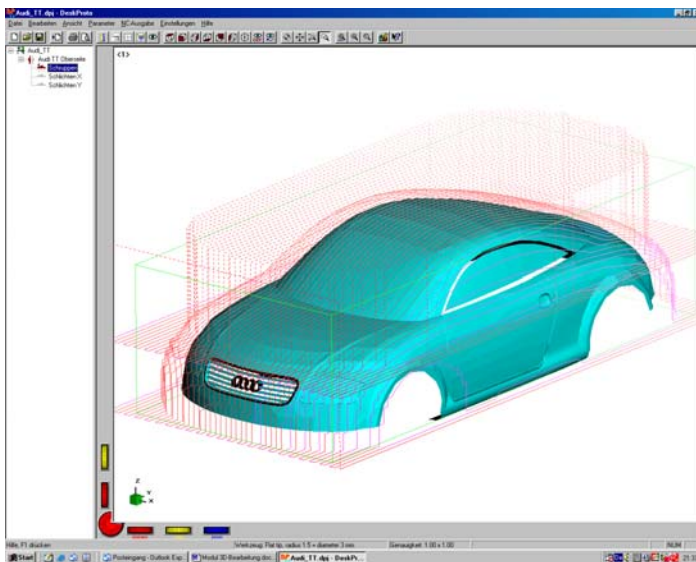 Audi_TT.dpj - DeskProto
Datei Bearbeiten Ansicht Parameter NC-Ausgabe Einstellungen Hilfe
Audi_TT
Audi TT Oberseite
Schruppen
Schlichten X
Schlichten Y
<1>
Z
Y
X
Hilfe, F1 drücken
Werkzeug: Flat tip, radius 1.5 = diameter 3 mm.
Genauigkeit: 1.00 x 1.00
NUM
Start
Posteingang - Outlook Exp...
Modul 3D-Bearbeitung.doc...
Audi_TT.dpj - DeskPr...